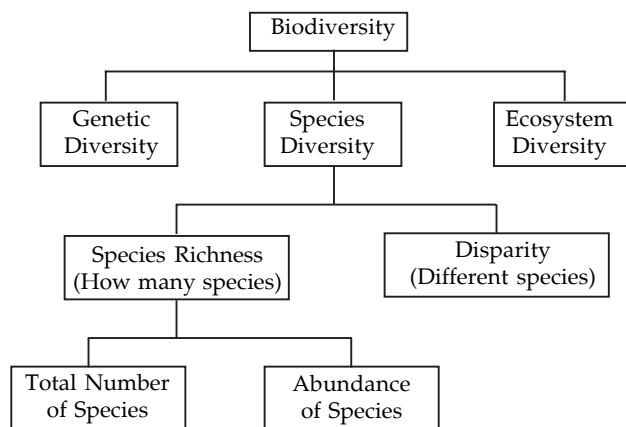 Biodiversity
Genetic
Diversity
Species
Diversity
Ecosystem
Diversity
Species Richness
(How many species)
Disparity
(Different species)
Total Number
of Species
Abundance
of Species